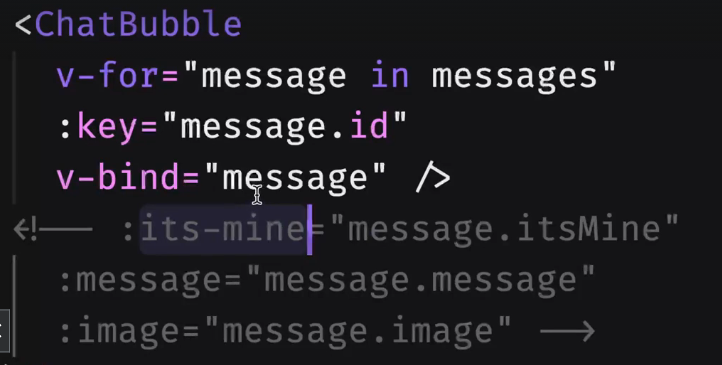 <ChatBubble
v-for="message in messages"
:key="message.id"
v-bind="message" />
<!-- :its-mine="message.itsMine"
:message="message.message"
:image="message.image" -->